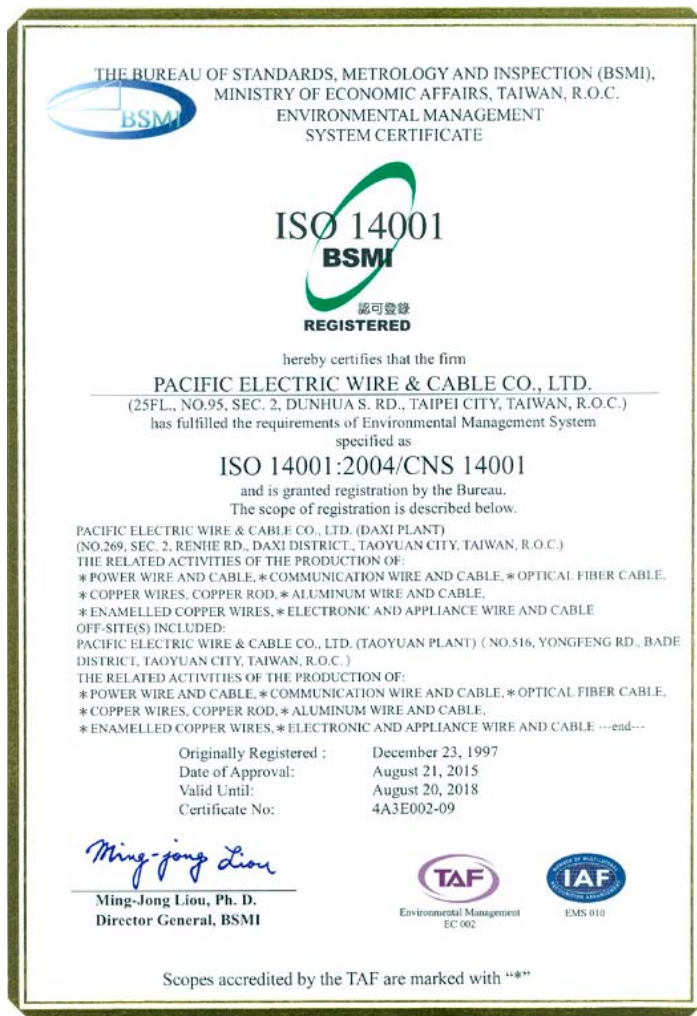 THE BUREAU OF STANDARDS, METROLOGY AND INSPECTION (BSMI),
MINISTRY OF ECONOMIC AFFAIRS, TAIWAN, R.O.C.
BSMI
ENVIRONMENTAL MANAGEMENT
SYSTEM CERTIFICATE
ISO 14001
BSMI
認可登錄
REGISTERED
hereby certifies that the firm
PACIFIC ELECTRIC WIRE & CABLE CO., LTD.
(25FL., NO.95, SEC. 2, DUNHUA S. RD., TAIPEI CITY, TAIWAN, R.O.C.)
has fulfilled the requirements of Environmental Management System
specified as
ISO 14001:2004/CNS 14001
and is granted registration by the Bureau.
The scope of registration is described below.
PACIFIC ELECTRIC WIRE & CABLE CO., LTD. (DAXI PLANT)
(NO.269, SEC. 2, RENHE RD., DAXI DISTRICT., TAOYUAN CITY, TAIWAN, R.O.C.)
THE RELATED ACTIVITIES OF THE PRODUCTION OF:
* POWER WIRE AND CABLE, * COMMUNICATION WIRE AND CABLE, * OPTICAL FIBER CABLE,
* COPPER WIRES, COPPER ROD, * ALUMINUM WIRE AND CABLE,
* ENAMELLED COPPER WIRES, * ELECTRONIC AND APPLIANCE WIRE AND CABLE
OFF-SITE(S) INCLUDED:
PACIFIC ELECTRIC WIRE & CABLE CO., LTD. (TAOYUAN PLANT) ( NO.516, YONGFENG RD., BADE
DISTRICT, TAOYUAN CITY, TAIWAN, R.O.C. )
THE RELATED ACTIVITIES OF THE PRODUCTION OF:
* POWER WIRE AND CABLE, * COMMUNICATION WIRE AND CABLE, * OPTICAL FIBER CABLE,
* COPPER WIRES, COPPER ROD, * ALUMINUM WIRE AND CABLE,
* ENAMELLED COPPER WIRES, * ELECTRONIC AND APPLIANCE WIRE AND CABLE ---end---
Originally Registered : December 23, 1997
Date of Approval: August 21, 2015
Valid Until: August 20, 2018
Certificate No: 4A3E002-09
Ming-jong Liou
Ming-Jong Liou, Ph. D.
Director General, BSMI
TAF
Environmental Management
EC 002
MEMBER OF MULTILATERAL
IAF
RECOGNITION ARRANGEMENT
EMS 010
Scopes accredited by the TAF are marked with “*”